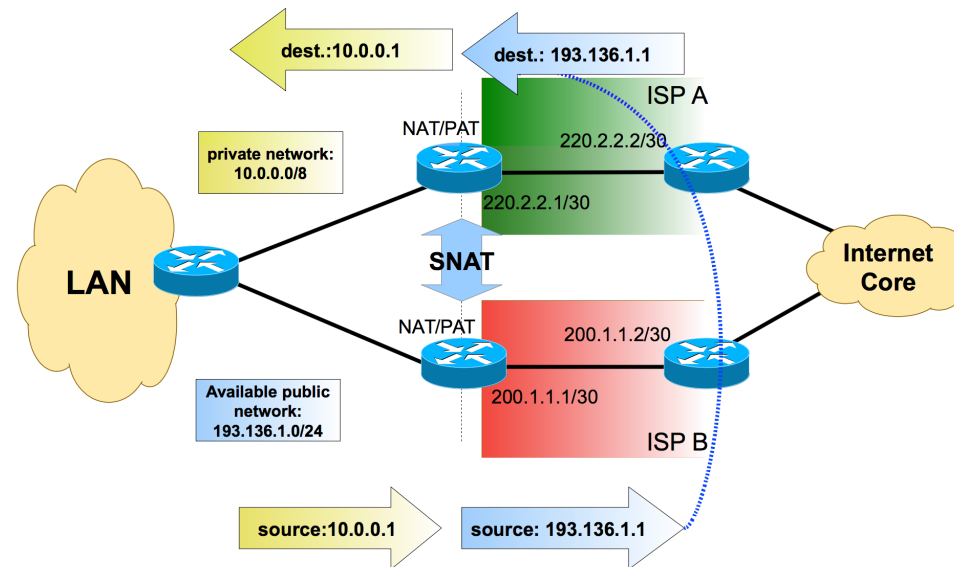 dest.:10.0.0.1
dest.: 193.136.1.1
ISP A
NAT/PAT
220.2.2.2/30
private network:
10.0.0.0/8
220.2.2.1/30
LAN
SNAT
Internet
Core
NAT/PAT
200.1.1.2/30
Available public
network:
193.136.1.0/24
200.1.1.1/30
ISP B
source:10.0.0.1
source: 193.136.1.1